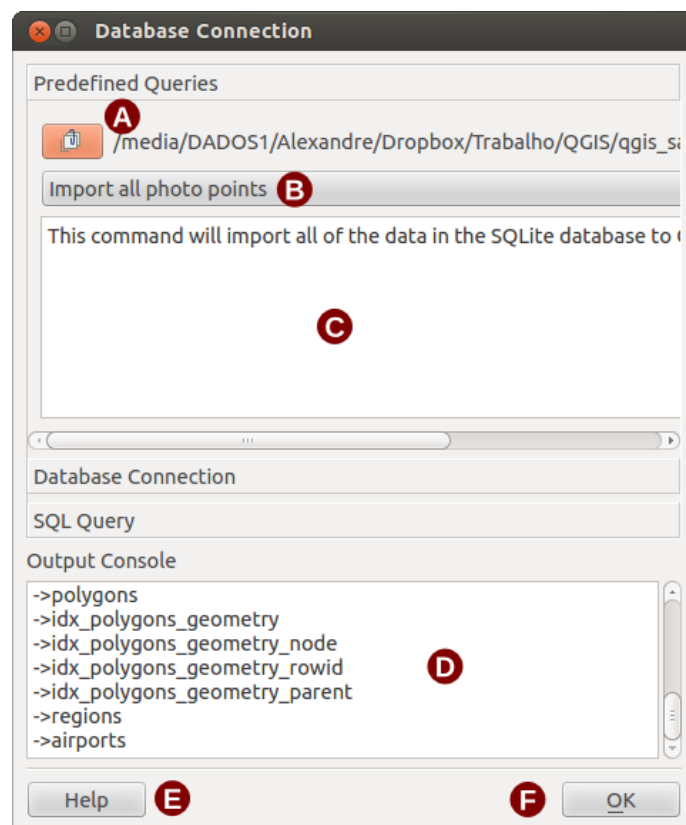 Database Connection
Predefined Queries
A
/media/DADOS1/Alexandre/Dropbox/Trabalho/QGIS/qgis_sa
Import all photo points B
This command will import all of the data in the SQLite database to
C
Database Connection
SQL Query
Output Console
->polygons
->idx_polygons_geometry
->idx_polygons_geometry_node
->idx_polygons_geometry_rowid
->idx_polygons_geometry_parent
->regions
->airports
D
Help E F OK